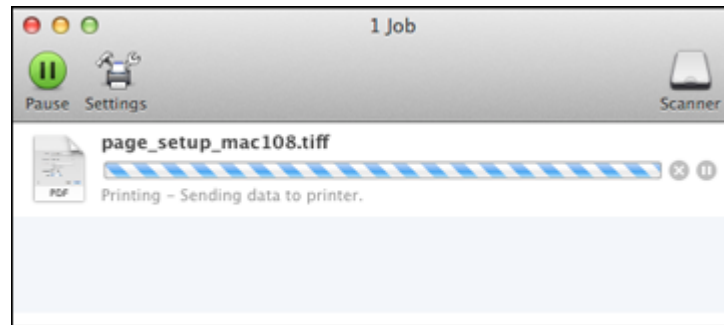 1 Job
Pause Settings Scanner
page_setup_mac108.tiff
PDF
Printing – Sending data to printer.